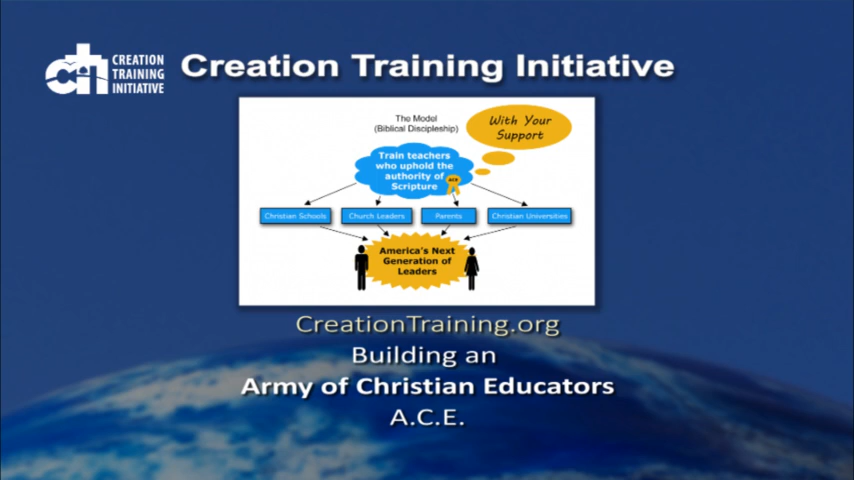 CREATION
TRAINING
INITIATIVE
Creation Training Initiative
The Model
(Biblical Discipleship)
With Your
Support
Train teachers
who uphold the
authority of
Scripture
ACE
Christian Schools
Church Leaders
Parents
Christian Universities
America's Next
Generation of
Leaders
CreationTraining.org
Building an
Army of Christian Educators
A.C.E.